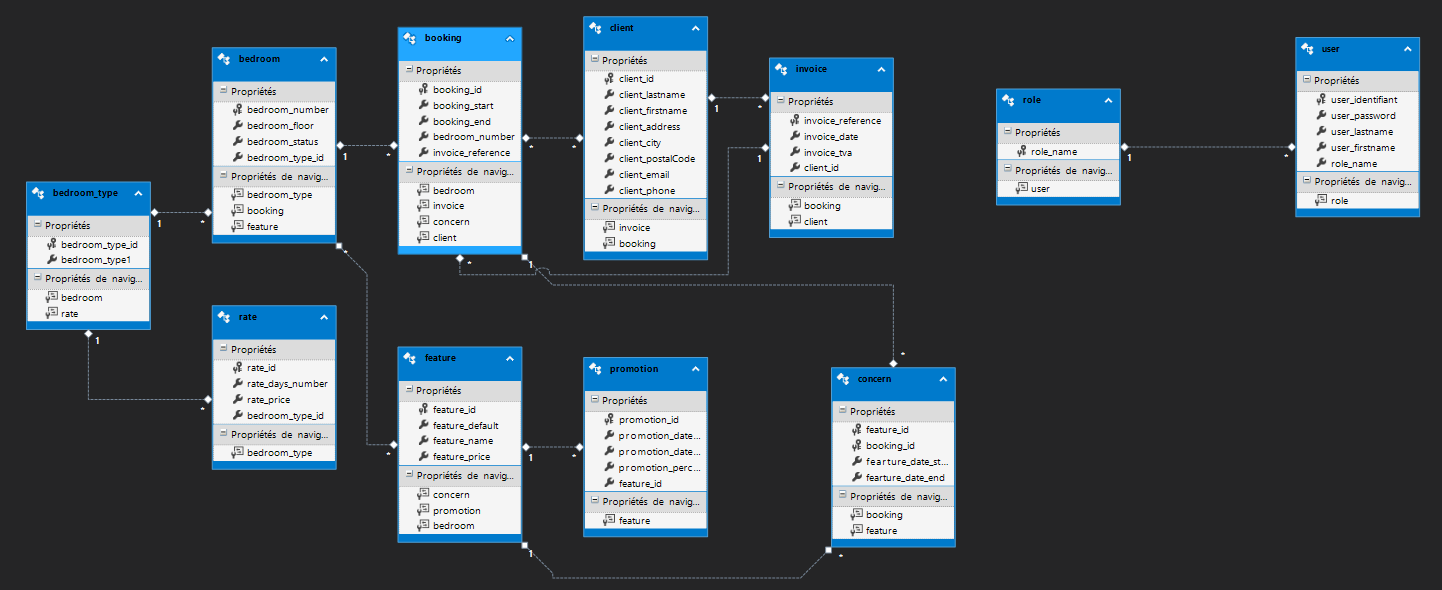 bedroom_type
Propriétés
bedroom_type_id
bedroom_type1
Propriétés de navig...
bedroom
rate
1
*
1
*
bedroom
Propriétés
bedroom_number
bedroom_floor
bedroom_status
bedroom_type_id
Propriétés de navig...
bedroom_type
booking
feature
1
*
*
*
rate
Propriétés
rate_id
rate_days_number
rate_price
bedroom_type_id
Propriétés de navig...
bedroom_type
booking
Propriétés
booking_id
booking_start
booking_end
bedroom_number
invoice_reference
Propriétés de navig...
bedroom
invoice
concern
client
*
*
*
1
1
*
feature
Propriétés
feature_id
feature_default
feature_name
feature_price
Propriétés de navig...
concern
promotion
bedroom
1
*
1
*
client
Propriétés
client_id
client_lastname
client_firstname
client_address
client_city
client_postalCode
client_email
client_phone
Propriétés de navig...
invoice
booking
1
*
promotion
Propriétés
promotion_id
promotion_date...
promotion_date...
promotion_perc...
feature_id
Propriétés de navig...
feature
invoice
Propriétés
invoice_reference
invoice_date
invoice_tva
client_id
Propriétés de navig...
booking
client
concern
Propriétés
feature_id
booking_id
fearture_date_st...
fearture_date_end
Propriétés de navig...
booking
feature
role
Propriétés
role_name
Propriétés de navig...
user
1
*
user
Propriétés
user_identifiant
user_password
user_lastname
user_firstname
role_name
Propriétés de navig...
role